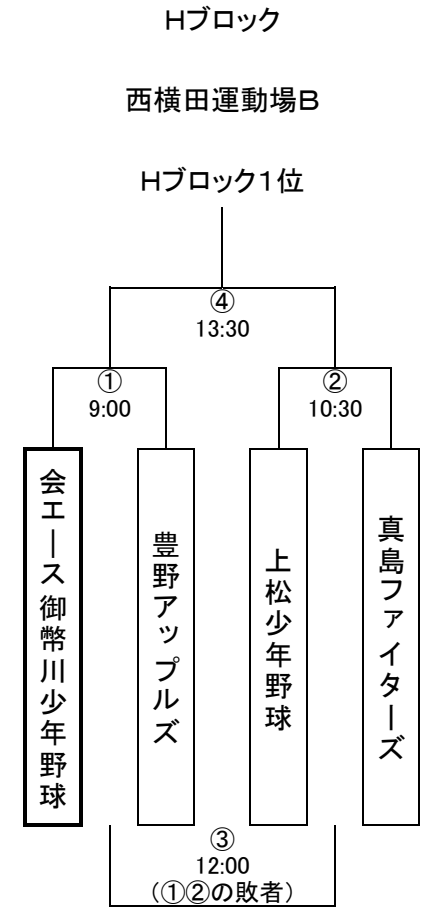 Hブロック
西横田運動場B
Hブロック１位
④
13:30
①
9:00
②
10:30
会エース御幣川少年野球
豊野アップルズ
上松少年野球
真島ファイターズ
③
12:00
（①②の敗者）